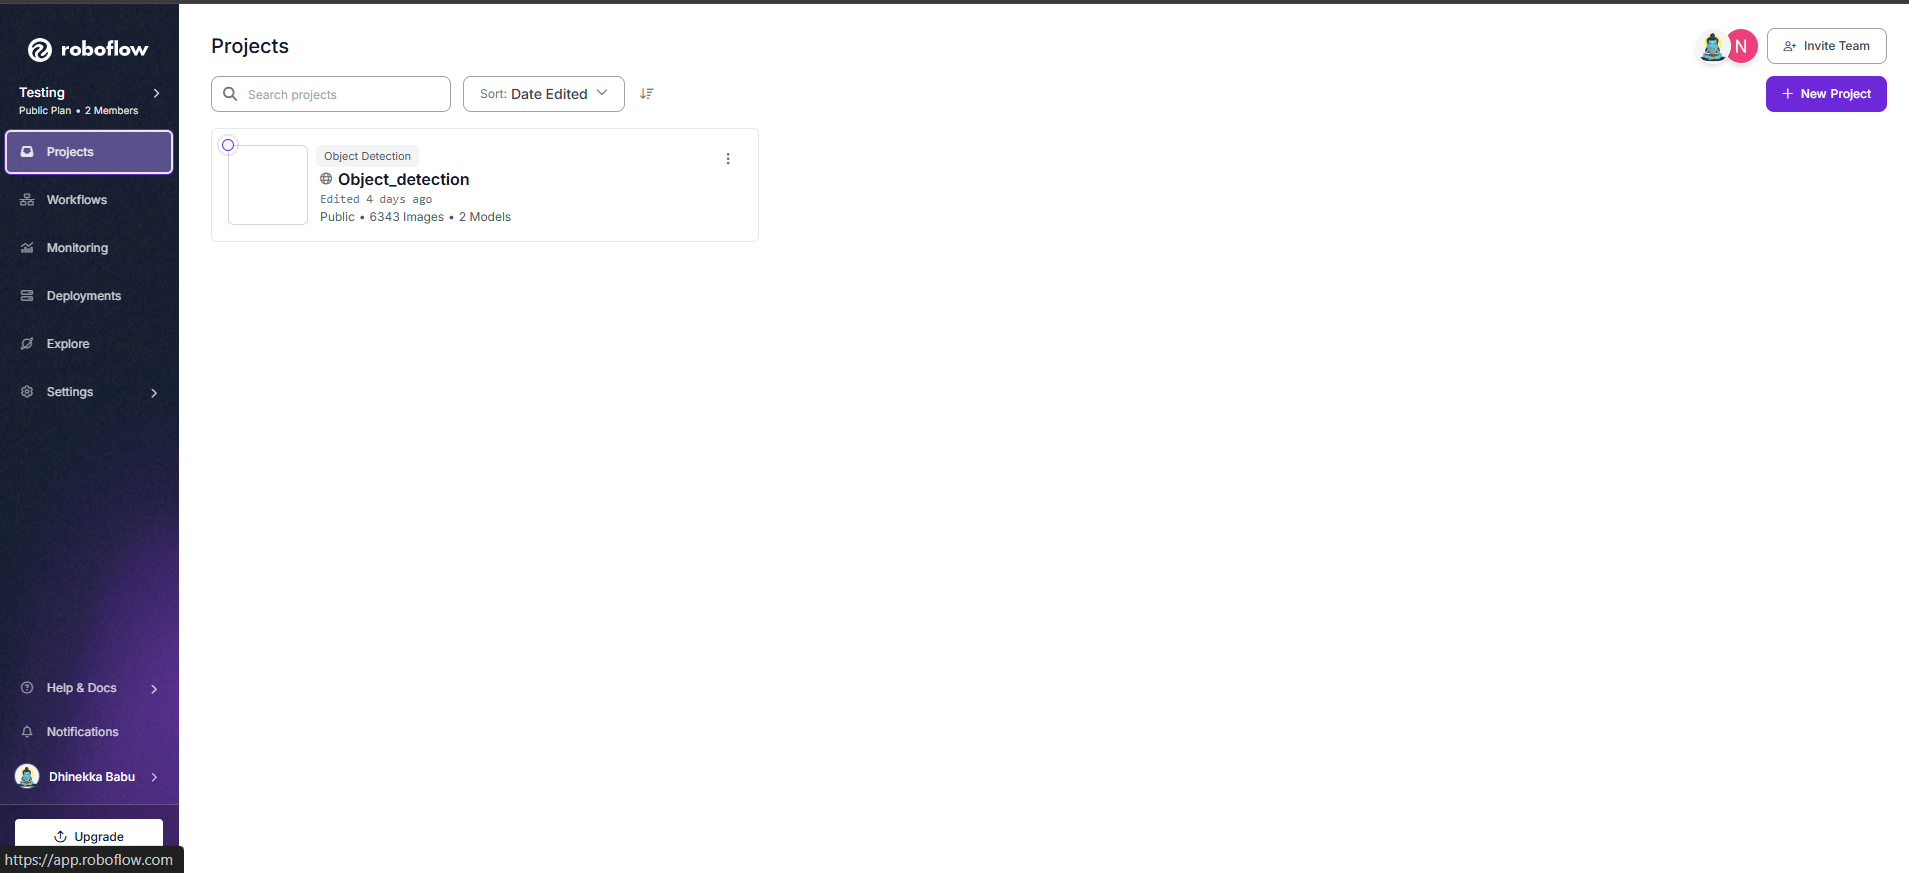 roboflow
Testing
Public Plan • 2 Members
Projects
Workflows
Monitoring
Deployments
Explore
Settings
Help & Docs
Notifications
Dhinekka Babu
Upgrade
https://app.roboflow.com
Projects
N
Invite Team
Search projects
Sort: Date Edited
New Project
Object Detection
Object_detection
Edited 4 days ago
Public • 6343 Images • 2 Models